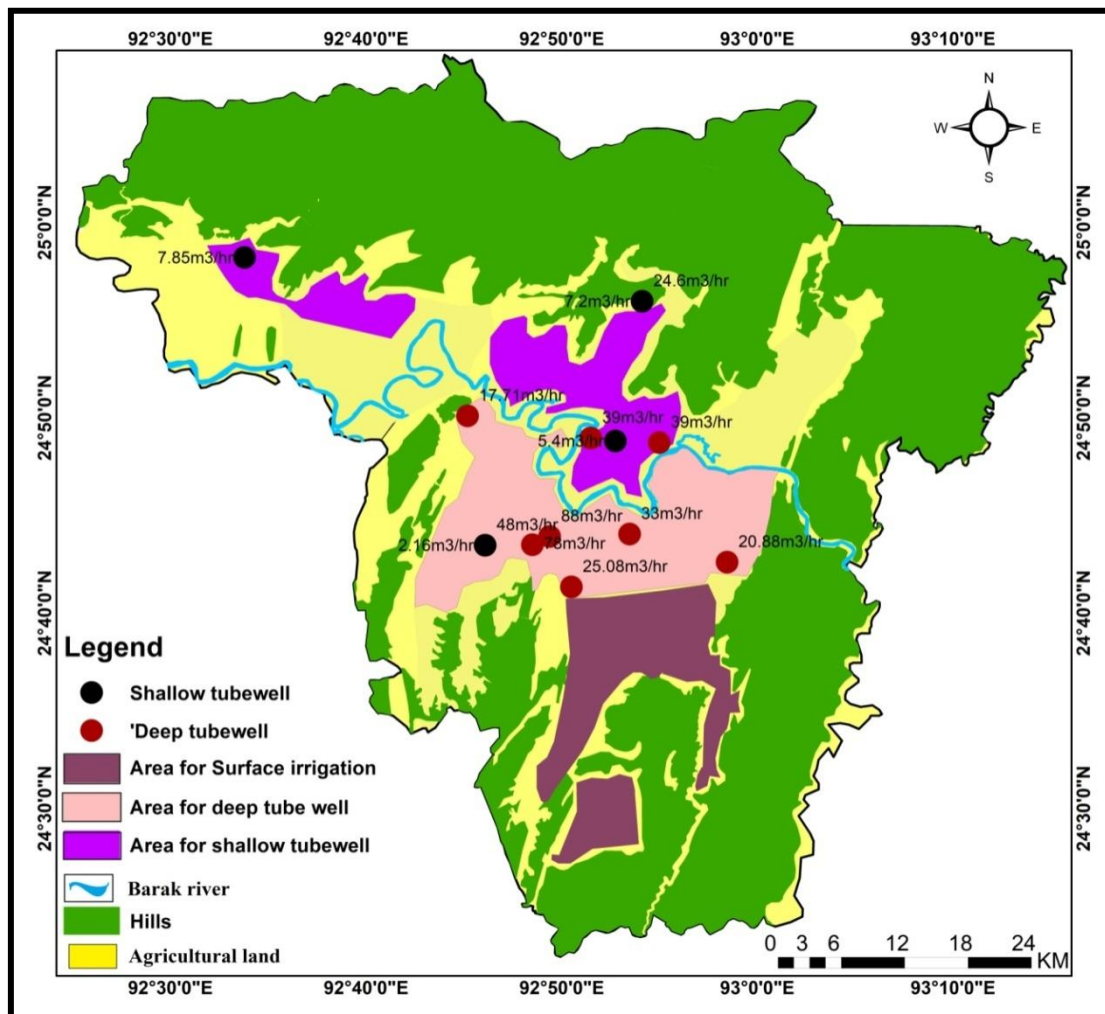 92°30'0"E 92°40'0"E 92°50'0"E 93°0'0"E 93°10'0"E
N
W E
S
25°0'0"N
25°0'0"N
7.85m3/hr
24.6m3/hr
7.2m3/hr
24°50'0"N
24°50'0"N
17.71m3/hr
39m3/hr
39m3/hr
5.4m3/hr
88m3/hr
33m3/hr
48m3/hr
2.16m3/hr
78m3/hr
20.88m3/hr
25.08m3/hr
24°40'0"N
24°40'0"N
Legend
Shallow tubewell
'Deep tubewell
Area for Surface irrigation
Area for deep tube well
Area for shallow tubewell
Barak river
Hills
Agricultural land
24°30'0"N
24°30'0"N
0 3 6 12 18 24
KM
92°30'0"E 92°40'0"E 92°50'0"E 93°0'0"E 93°10'0"E